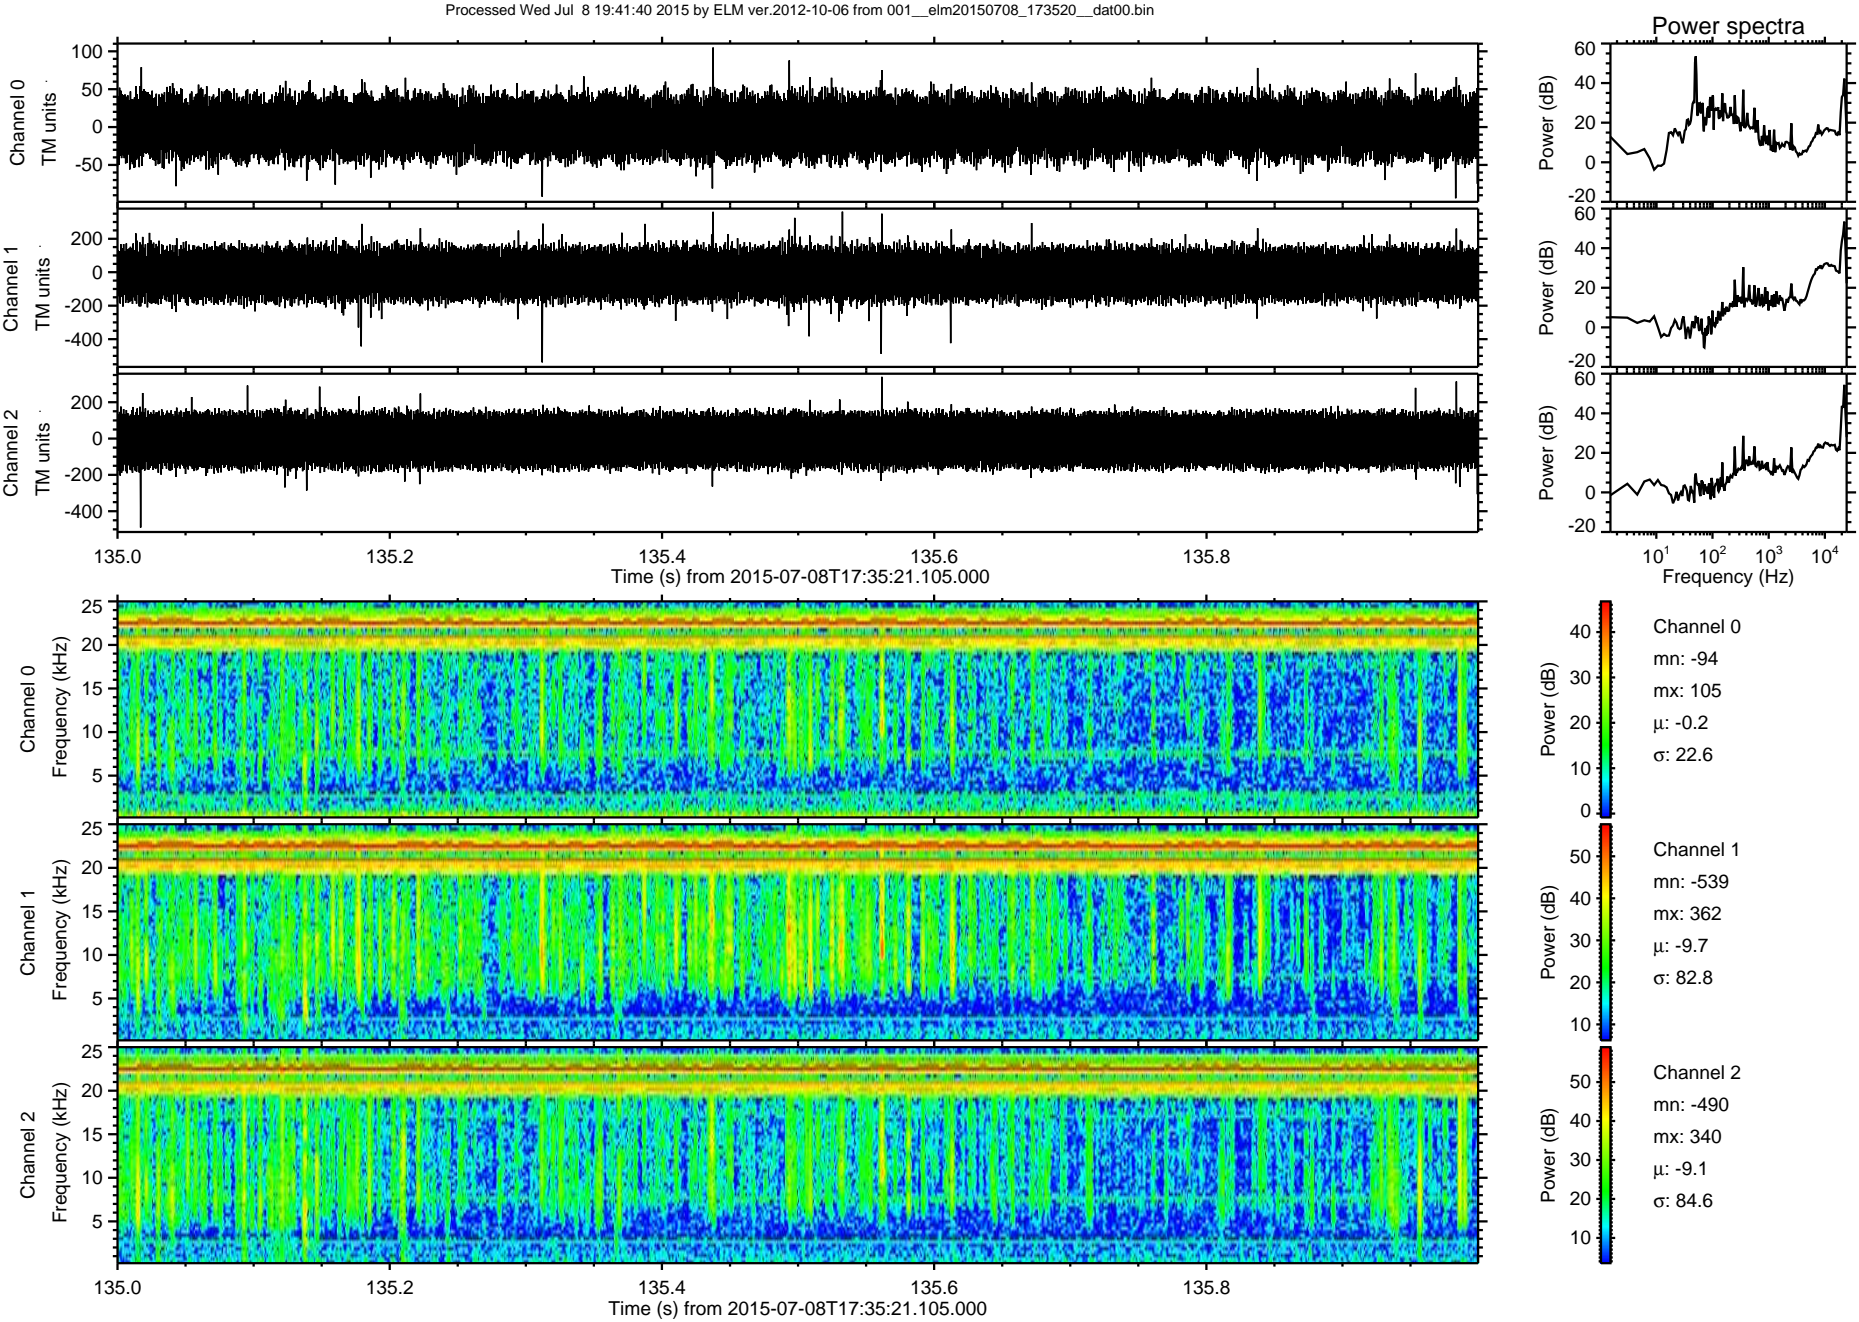 Processed Wed Jul  8 19:41:40 2015 by ELM ver.2012-10-06 from 001__elm20150708_173520__dat00.bin
Power spectra
Channel 0
TM units
100
50
0
-50
Power (dB)
60
40
20
0
-20
Channel 1
TM units
200
0
-200
-400
Power (dB)
60
40
20
0
-20
Channel 2
TM units
200
0
-200
-400
Power (dB)
60
40
20
0
-20
135.0 135.2 135.4 135.6 135.8
Time (s) from 2015-07-08T17:35:21.105.000
10¹ 10² 10³ 10⁴
Frequency (Hz)
Channel 0
Frequency (kHz)
25
20
15
10
5
Power (dB)
40
30
20
10
0
Channel 0
mn: -94
mx: 105
μ: -0.2
σ: 22.6
Channel 1
Frequency (kHz)
25
20
15
10
5
Power (dB)
50
40
30
20
10
Channel 1
mn: -539
mx: 362
μ: -9.7
σ: 82.8
Channel 2
Frequency (kHz)
25
20
15
10
5
Power (dB)
50
40
30
20
10
Channel 2
mn: -490
mx: 340
μ: -9.1
σ: 84.6
135.0 135.2 135.4 135.6 135.8
Time (s) from 2015-07-08T17:35:21.105.000